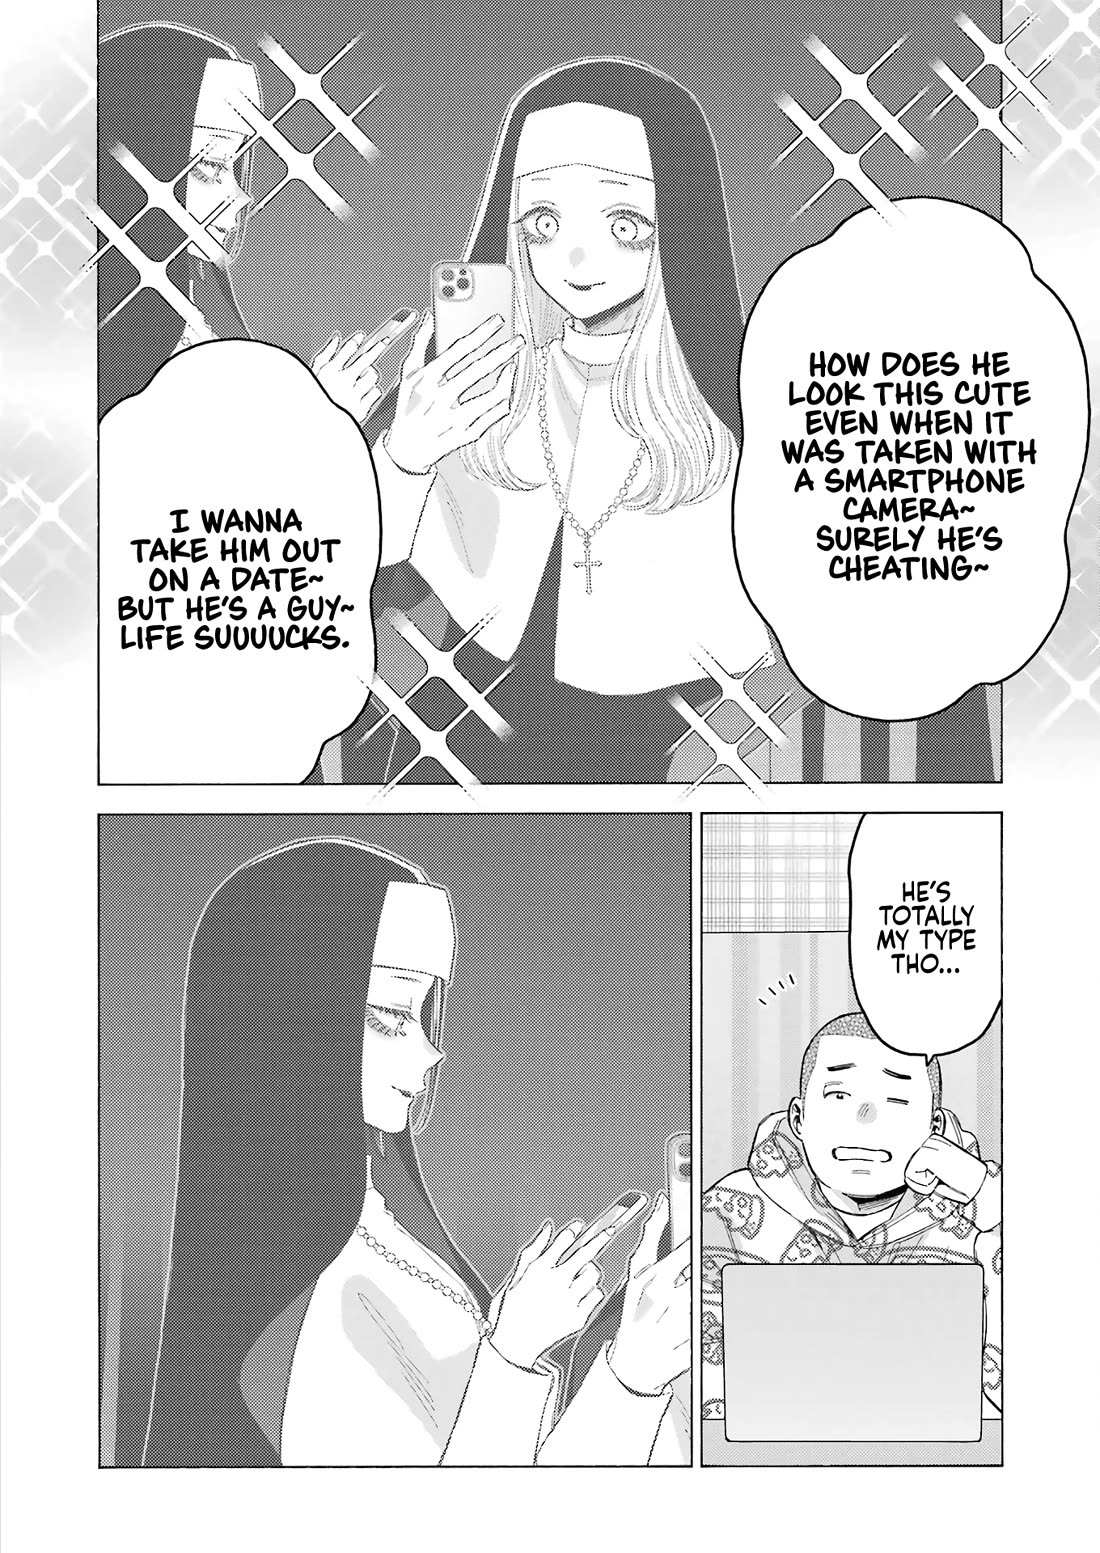 HOW DOES HE
LOOK THIS CUTE
EVEN WHEN IT
WAS TAKEN WITH
A SMARTPHONE
CAMERA~
SURELY HE'S
CHEATING~
I WANNA
TAKE HIM OUT
ON A DATE~
BUT HE'S A GUY~
LIFE SUUUUCKS.
HE'S
TOTALLY
MY TYPE
THO...